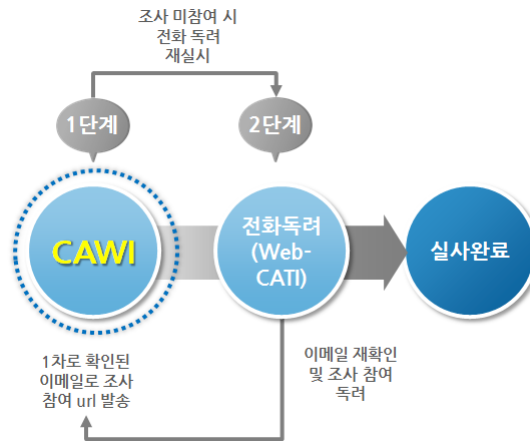 조사 미참여 시
전화 독려
재실시
1단계
2단계
CAWI
전화독려
(Web-
CATI)
실사완료
1차로 확인된
이메일로 조사
참여 url 발송
이메일 재확인
및 조사 참여
독려